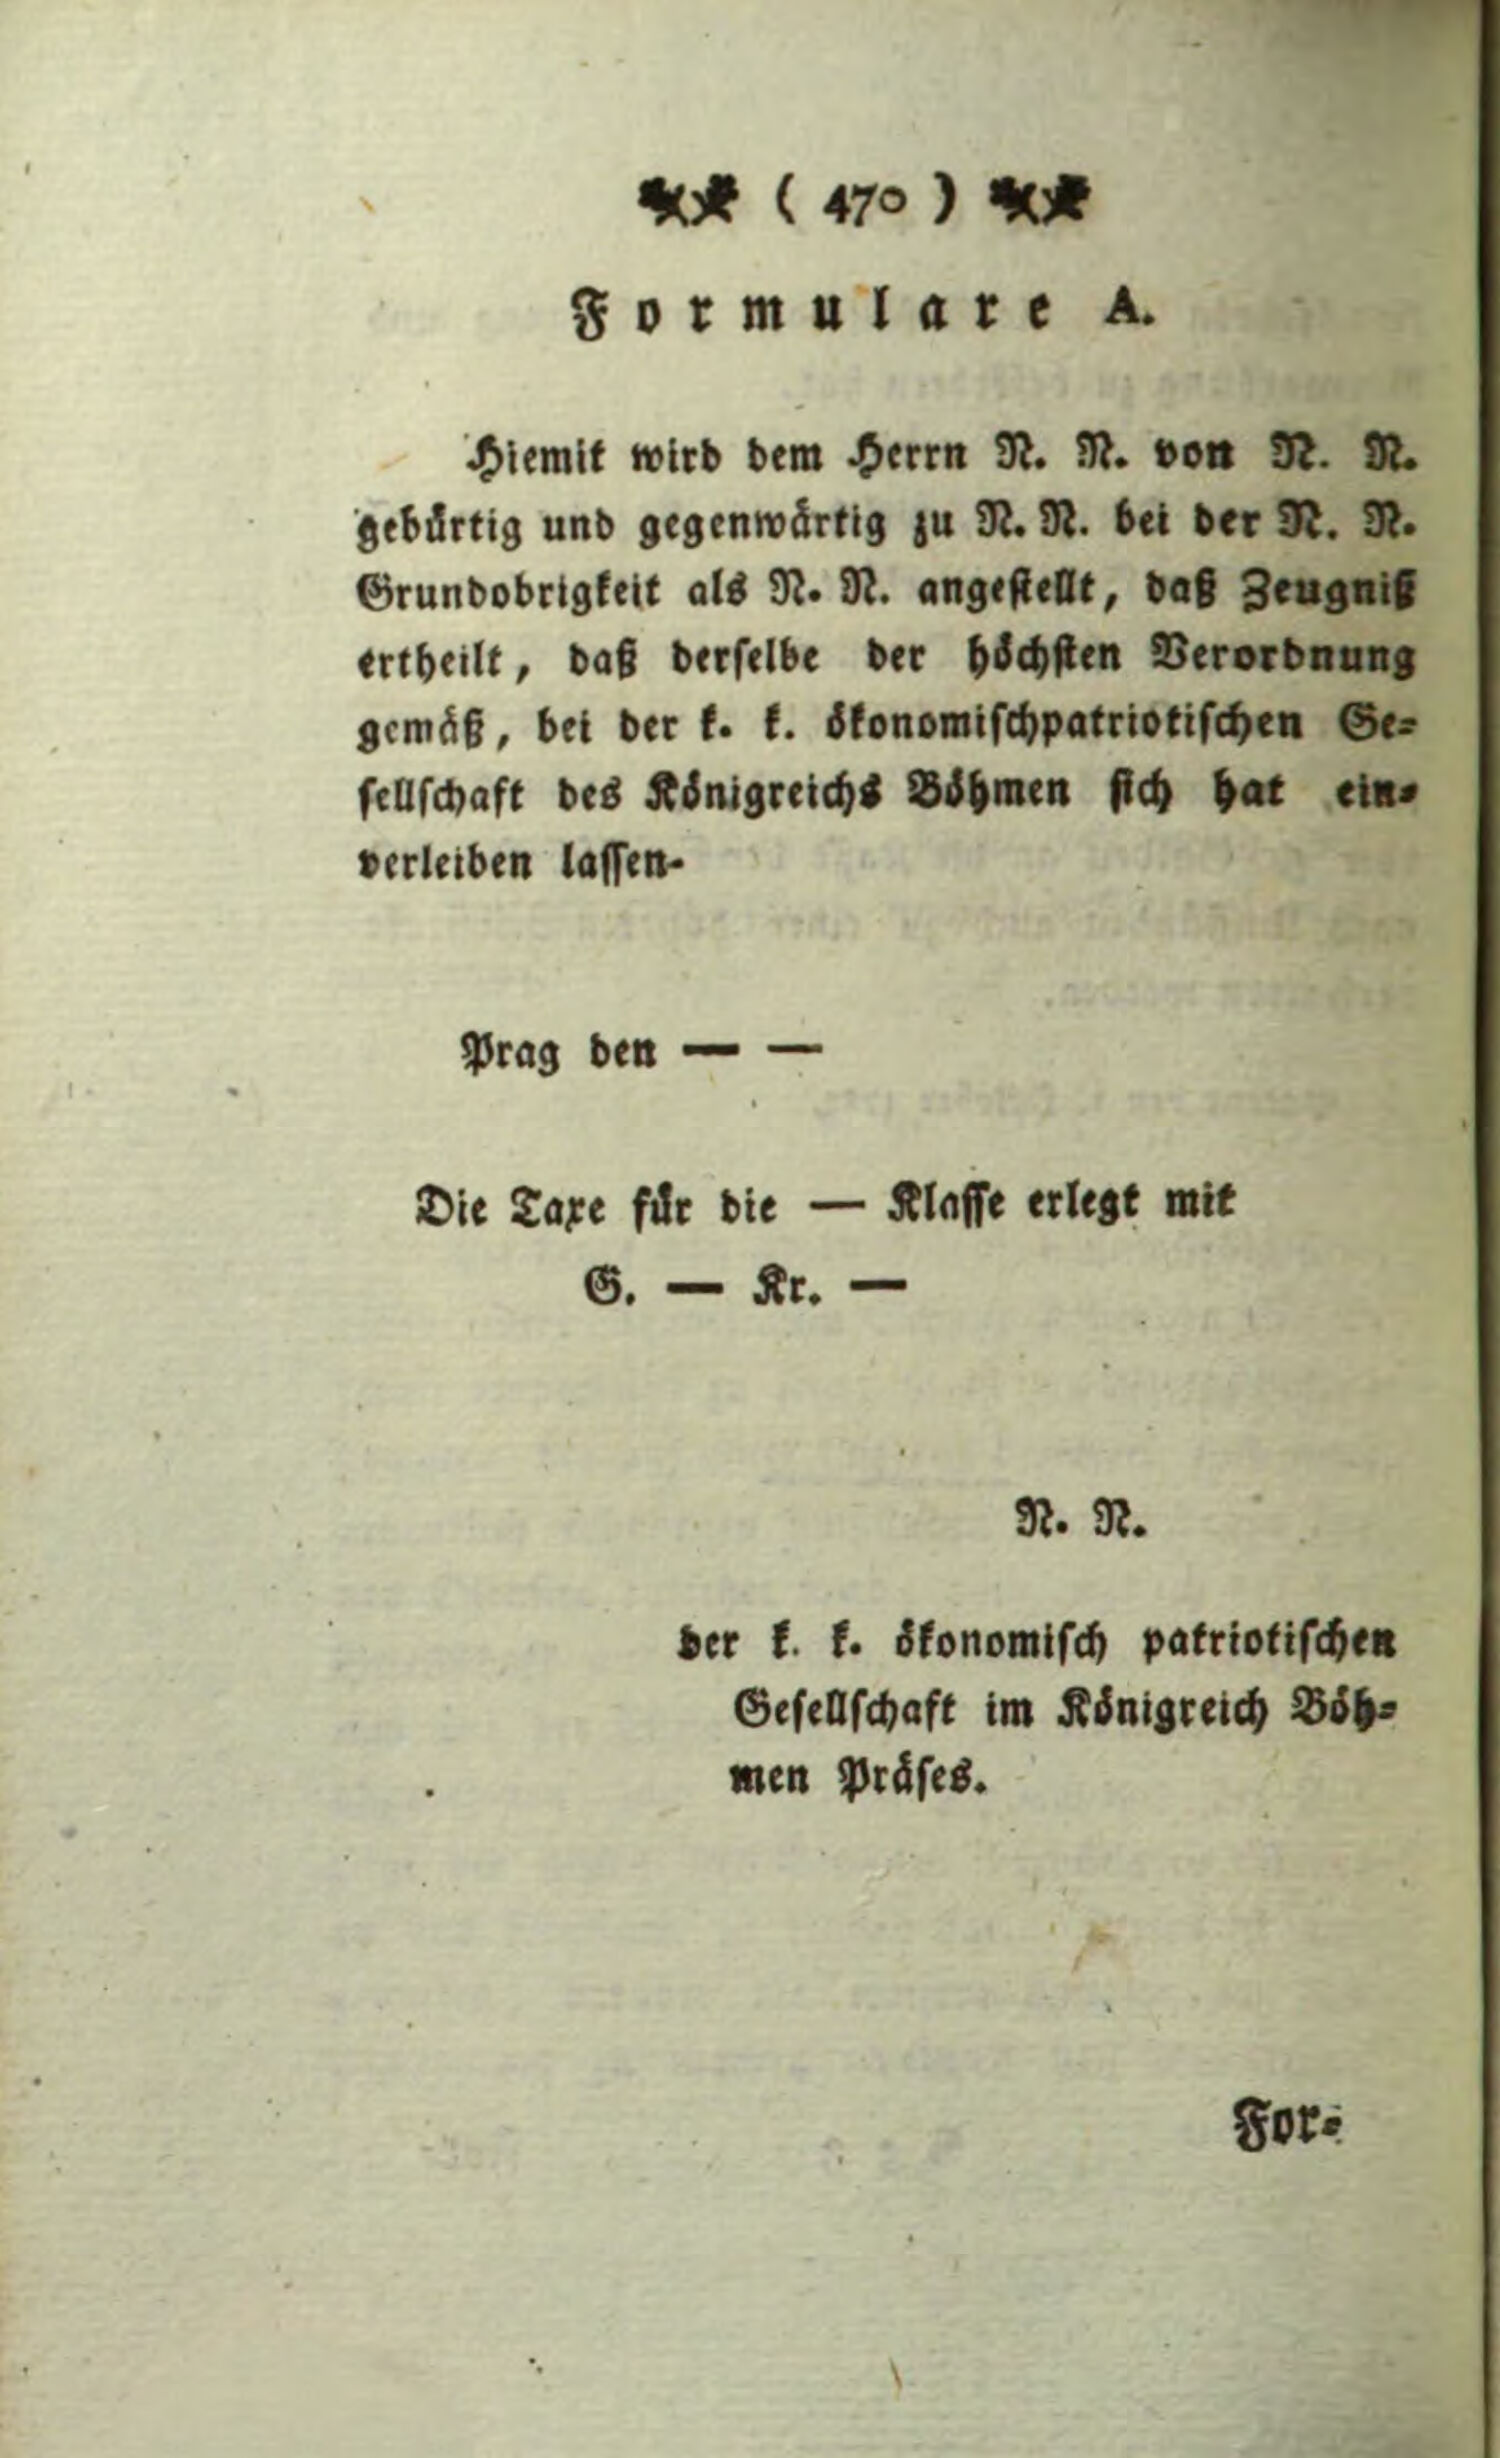 ( 470 )
Formulare A.
Hiemit wird dem Herrn N. N. von N. N.
gebürtig und gegenwärtig zu N. N. bei der N. N.
Grundobrigkeit als N. N. angestellt, daß Zeugniß
ertheilt, daß derselbe der höchsten Verordnung
gemäß, bei der k. k. ökonomischpatriotischen Ge-
sellschaft des Königreichs Böhmen sich hat ein-
verleiben lassen.
Prag den — —
Die Taxe für die — Klasse erlegt mit
G. — Kr. —
N. N.
der k. k. ökonomisch patriotischen
Gesellschaft im Königreich Böh-
men Präses.
For-